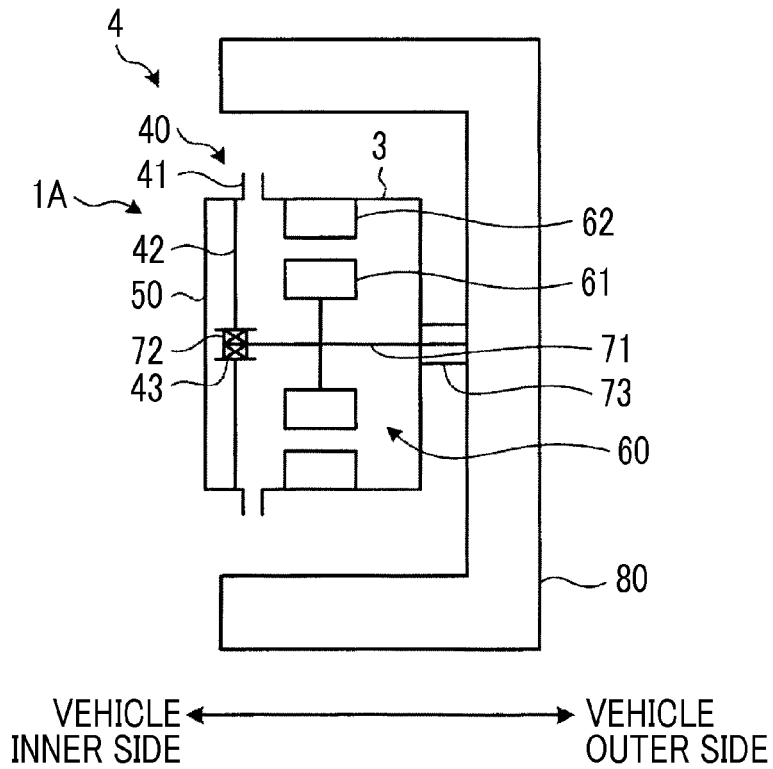 4
40
3
41
1A
62
42
61
50
72
71
43
73
60
80
VEHICLE
INNER SIDE
VEHICLE
OUTER SIDE